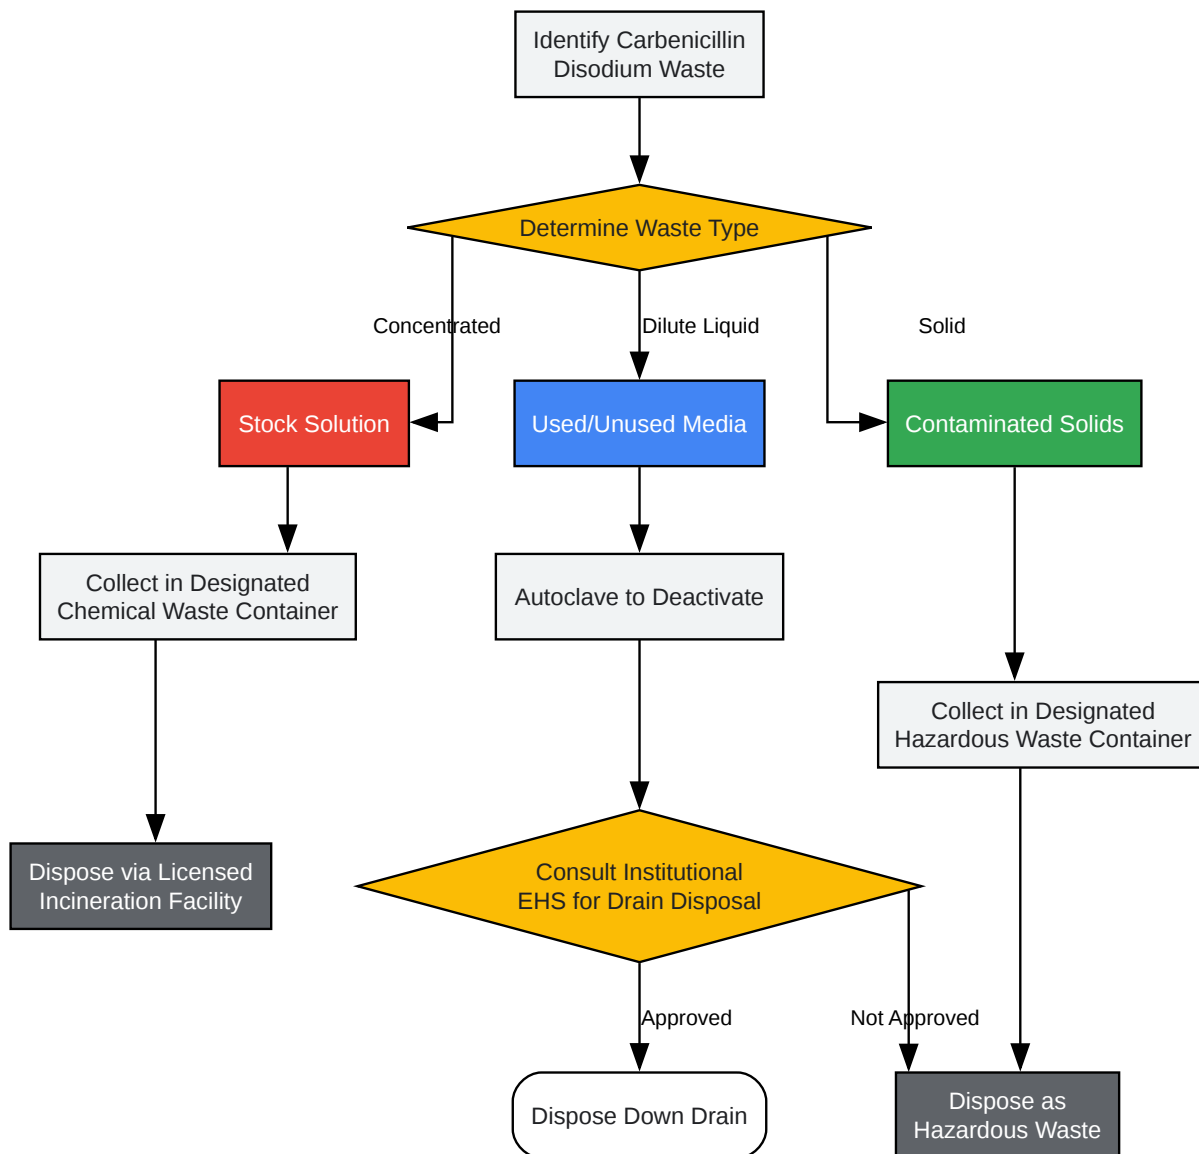 Identify Carbenicillin
Disodium Waste
Determine Waste Type
Concentrated
Dilute Liquid
Solid
Stock Solution
Used/Unused Media
Contaminated Solids
Collect in Designated
Chemical Waste Container
Autoclave to Deactivate
Collect in Designated
Hazardous Waste Container
Dispose via Licensed
Incineration Facility
Consult Institutional
EHS for Drain Disposal
Approved
Not Approved
Dispose Down Drain
Dispose as
Hazardous Waste